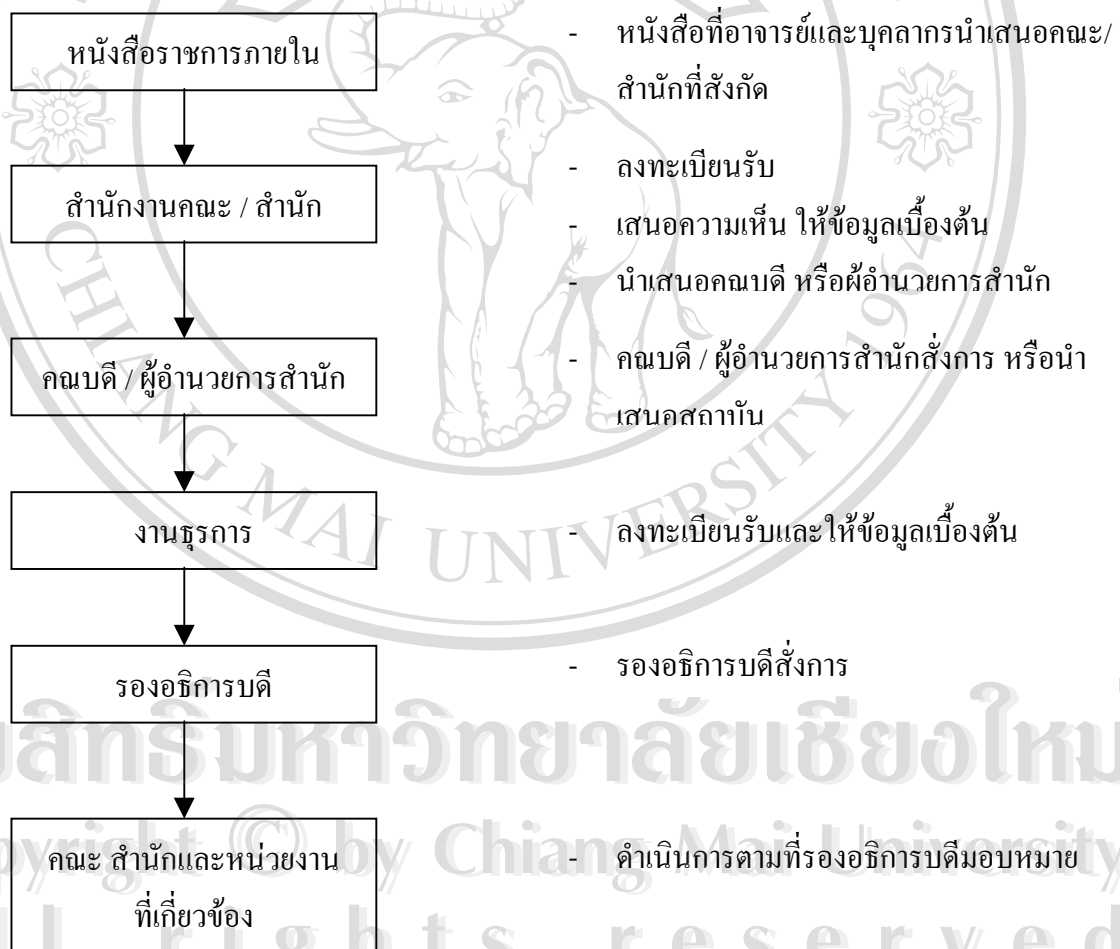 หนังสือราชการภายใน
- หนังสือที่อาจารย์และบุคลากรนำเสนอคณะ/
สำนักที่สังกัด
สำนักงานคณะ / สำนัก
- ลงทะเบียนรับ
- เสนอความเห็น ให้ข้อมูลเบื้องต้น
- นำเสนอคณบดี หรือผู้อำนวยการสำนัก
คณบดี / ผู้อำนวยการสำนัก
- คณบดี / ผู้อำนวยการสำนักสั่งการ หรือนำ
เสนอสถาบัน
งานธุรการ
- ลงทะเบียนรับและให้ข้อมูลเบื้องต้น
รองอธิการบดี
- รองอธิการบดีสั่งการ
คณะ สำนักและหน่วยงาน
ที่เกี่ยวข้อง
- ดำเนินการตามที่รองอธิการบดีมอบหมาย
CHIANG MAI UNIVERSITY 1964
มหาวิทยาลัยเชียงใหม่
© by Chiang Mai University
rights reserved